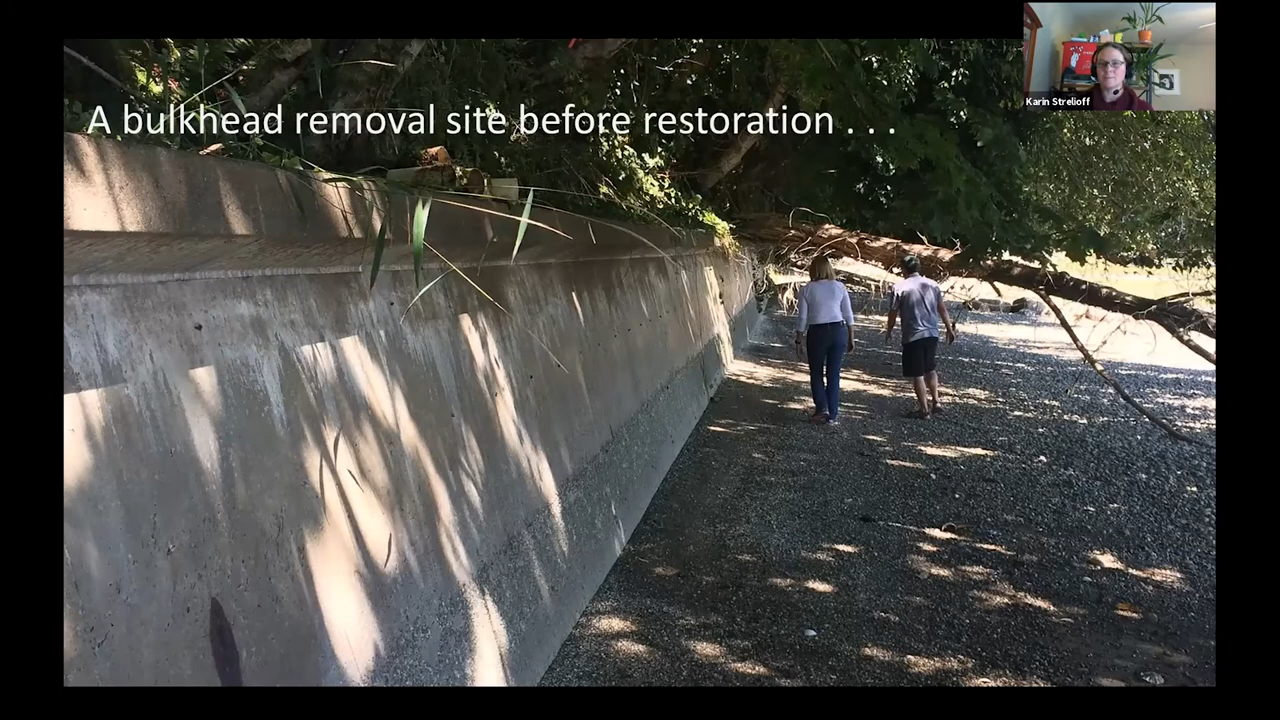 A bulkhead removal site before restoration . . .
Karin Strelioff